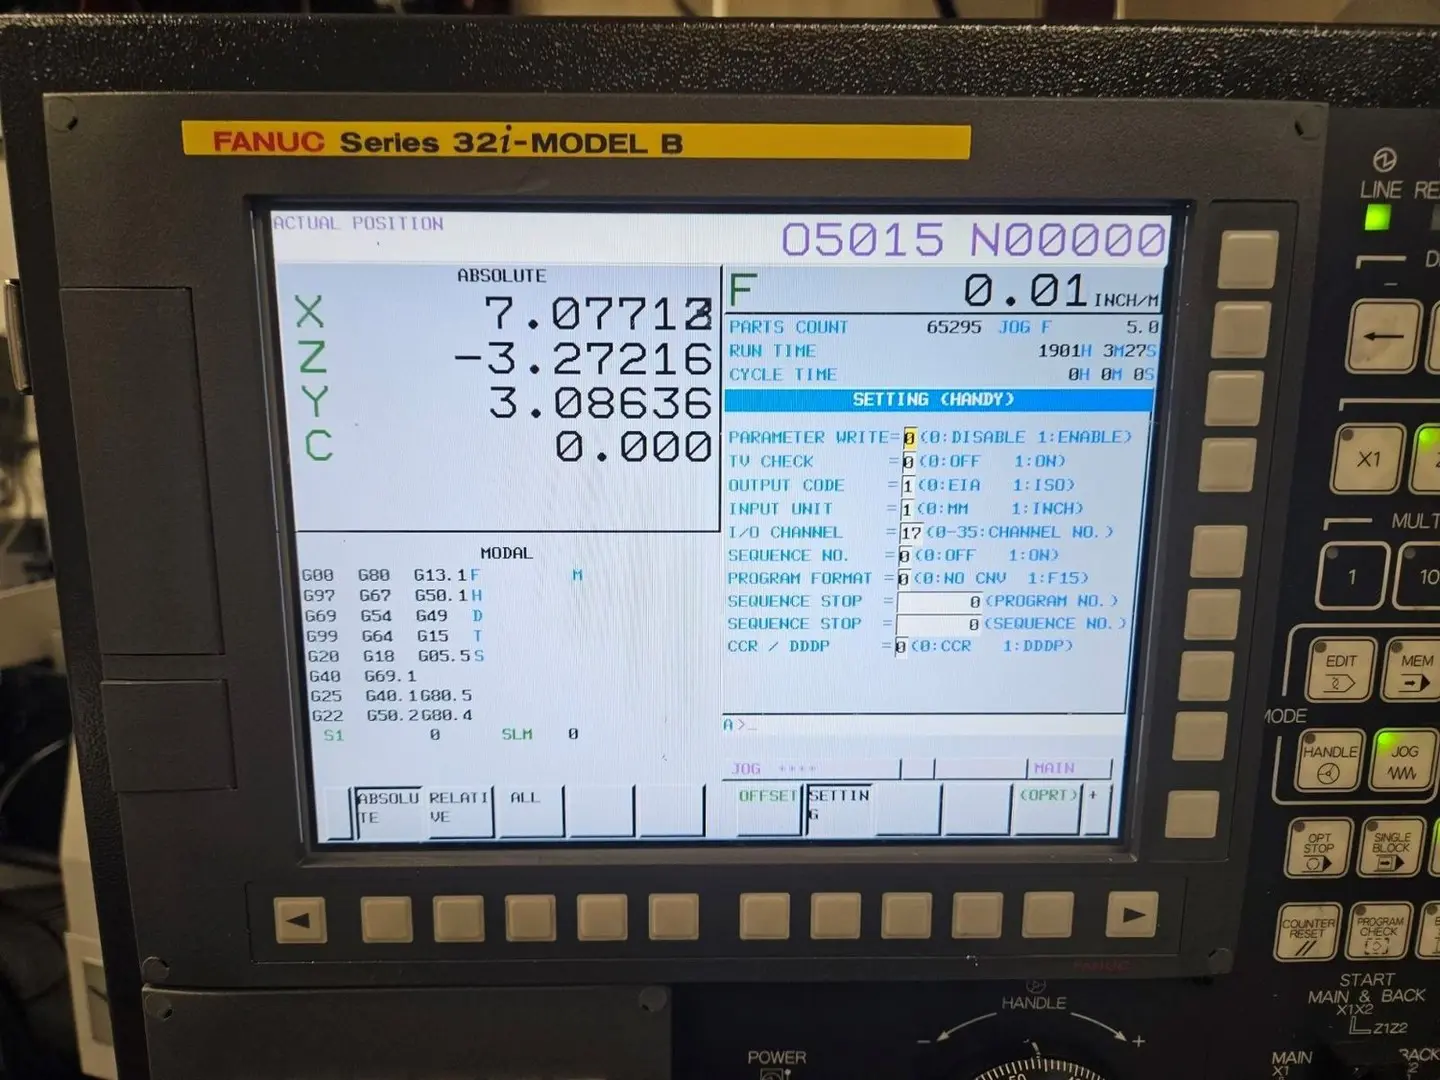 FANUC Series 32i-MODEL B
ACTUAL POSITION
O5015 N00000
ABSOLUTE
X
Z -3.27216
Y 3.08636
C 0.000
F 0.01 INCH/M
PARTS COUNT 65295 JOG F 5.0
RUN TIME 1901H 3M27S
CYCLE TIME 0H 0M 0S
SETTING (HANDY)
PARAMETER WRITE=0(0:DISABLE 1:ENABLE)
TV CHECK =0(0:OFF 1:ON)
OUTPUT CODE =1(0:EIA 1:ISO)
INPUT UNIT =1(0:MM 1:INCH)
I/O CHANNEL =17(0-35:CHANNEL NO.)
SEQUENCE NO. =0(0:OFF 1:ON)
PROGRAM FORMAT =0(0:NO CNV 1:F15)
SEQUENCE STOP = 0(PROGRAM NO.)
SEQUENCE STOP = 0(SEQUENCE NO.)
CCR / DDDP =0(0:CCR 1:DDDP)
MODAL
G00 G80 G13.1 F M
G97 G67 G50.1 H
G69 G54 G49 D
G99 G64 G15 T
G20 G18 G05.5 S
G40 G69.1
G25 G40.1 G80.5
G22 G50.2 G80.4
S1 0 SLM 0
A>_
JOG **** MAIN
ABSOLU
TE
RELATI
VE
ALL
OFFSET
SETTIN
G
(OPRT)
+
FANUC
LINE
X1
MULT
1
10
EDIT
MEM
MODE
HANDLE
JOG
OPT
STOP
SINGLE
BLOCK
COUNTER
RESET
PROGRAM
CHECK
START
MAIN & BACK
X1X2
Z1Z2
HANDLE
- +
POWER
50
MAIN
X1